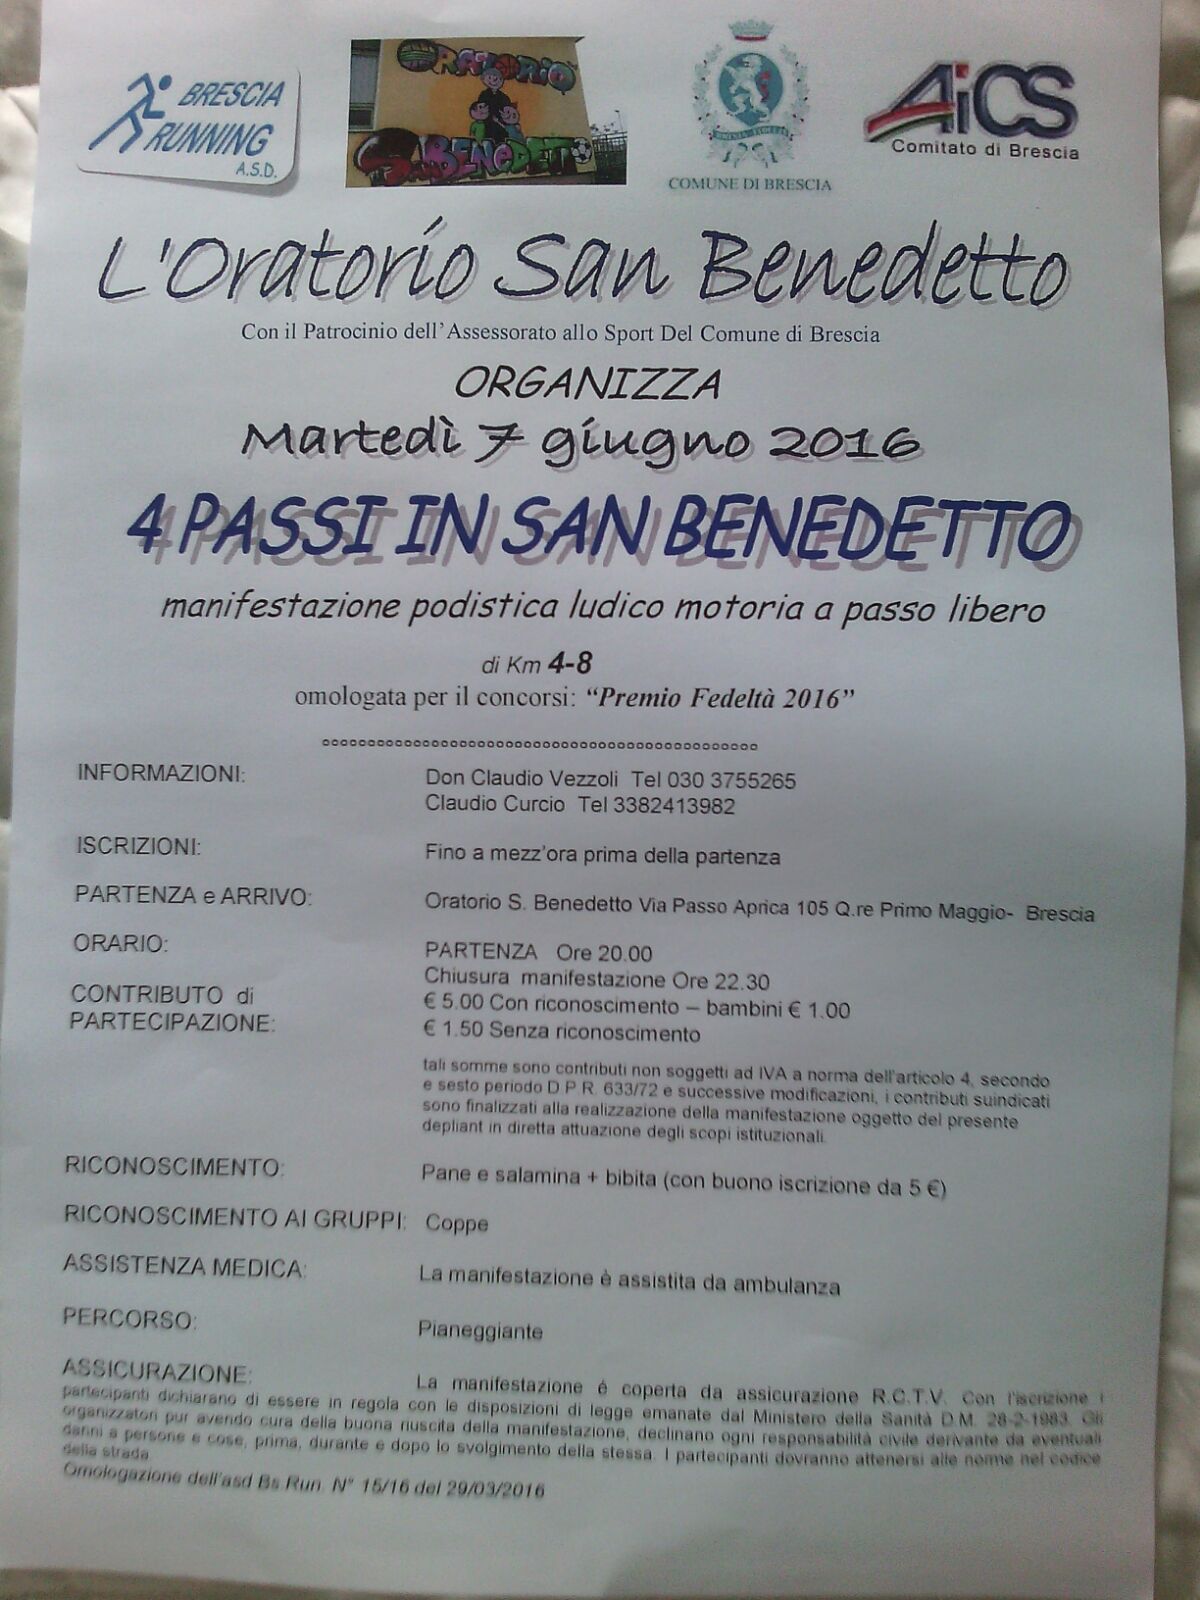 BRESCIA
RUNNING
A.S.D.
ORATORIO
S.BENEDETTO
COMUNE DI BRESCIA
AiCS
Comitato di Brescia
L'Oratorio San Benedetto
Con il Patrocinio dell'Assessorato allo Sport Del Comune di Brescia
ORGANIZZA
Martedì 7 giugno 2016
4 PASSI IN SAN BENEDETTO
manifestazione podistica ludico motoria a passo libero
di Km 4-8
omologata per il concorsi: “Premio Fedeltà 2016”
INFORMAZIONI: Don Claudio Vezzoli Tel 030 3755265
Claudio Curcio Tel 3382413982
ISCRIZIONI: Fino a mezz'ora prima della partenza
PARTENZA e ARRIVO: Oratorio S. Benedetto Via Passo Aprica 105 Q.re Primo Maggio- Brescia
ORARIO: PARTENZA Ore 20.00
Chiusura manifestazione Ore 22.30
CONTRIBUTO di € 5.00 Con riconoscimento – bambini € 1.00
PARTECIPAZIONE: € 1.50 Senza riconoscimento
tali somme sono contributi non soggetti ad IVA a norma dell'articolo 4, secondo
e sesto periodo D.P.R. 633/72 e successive modificazioni, i contributi suindicati
sono finalizzati alla realizzazione della manifestazione oggetto del presente
depliant in diretta attuazione degli scopi istituzionali.
RICONOSCIMENTO: Pane e salamina + bibita (con buono iscrizione da 5 €)
RICONOSCIMENTO AI GRUPPI: Coppe
ASSISTENZA MEDICA: La manifestazione è assistita da ambulanza
PERCORSO: Pianeggiante
ASSICURAZIONE: La manifestazione é coperta da assicurazione R.C.T.V. Con l'iscrizione i
partecipanti dichiarano di essere in regola con le disposizioni di legge emanate dal Ministero della Sanità D.M. 28-2-1983. Gli
organizzatori pur avendo cura della buona riuscita della manifestazione, declinano ogni responsabilità civile derivante da eventuali
danni a persone e cose, prima, durante e dopo lo svolgimento della stessa. I partecipanti dovranno attenersi alle norme nel codice
della strada
Omologazione dell'asd Bs Run. N° 15/16 del 29/03/2016